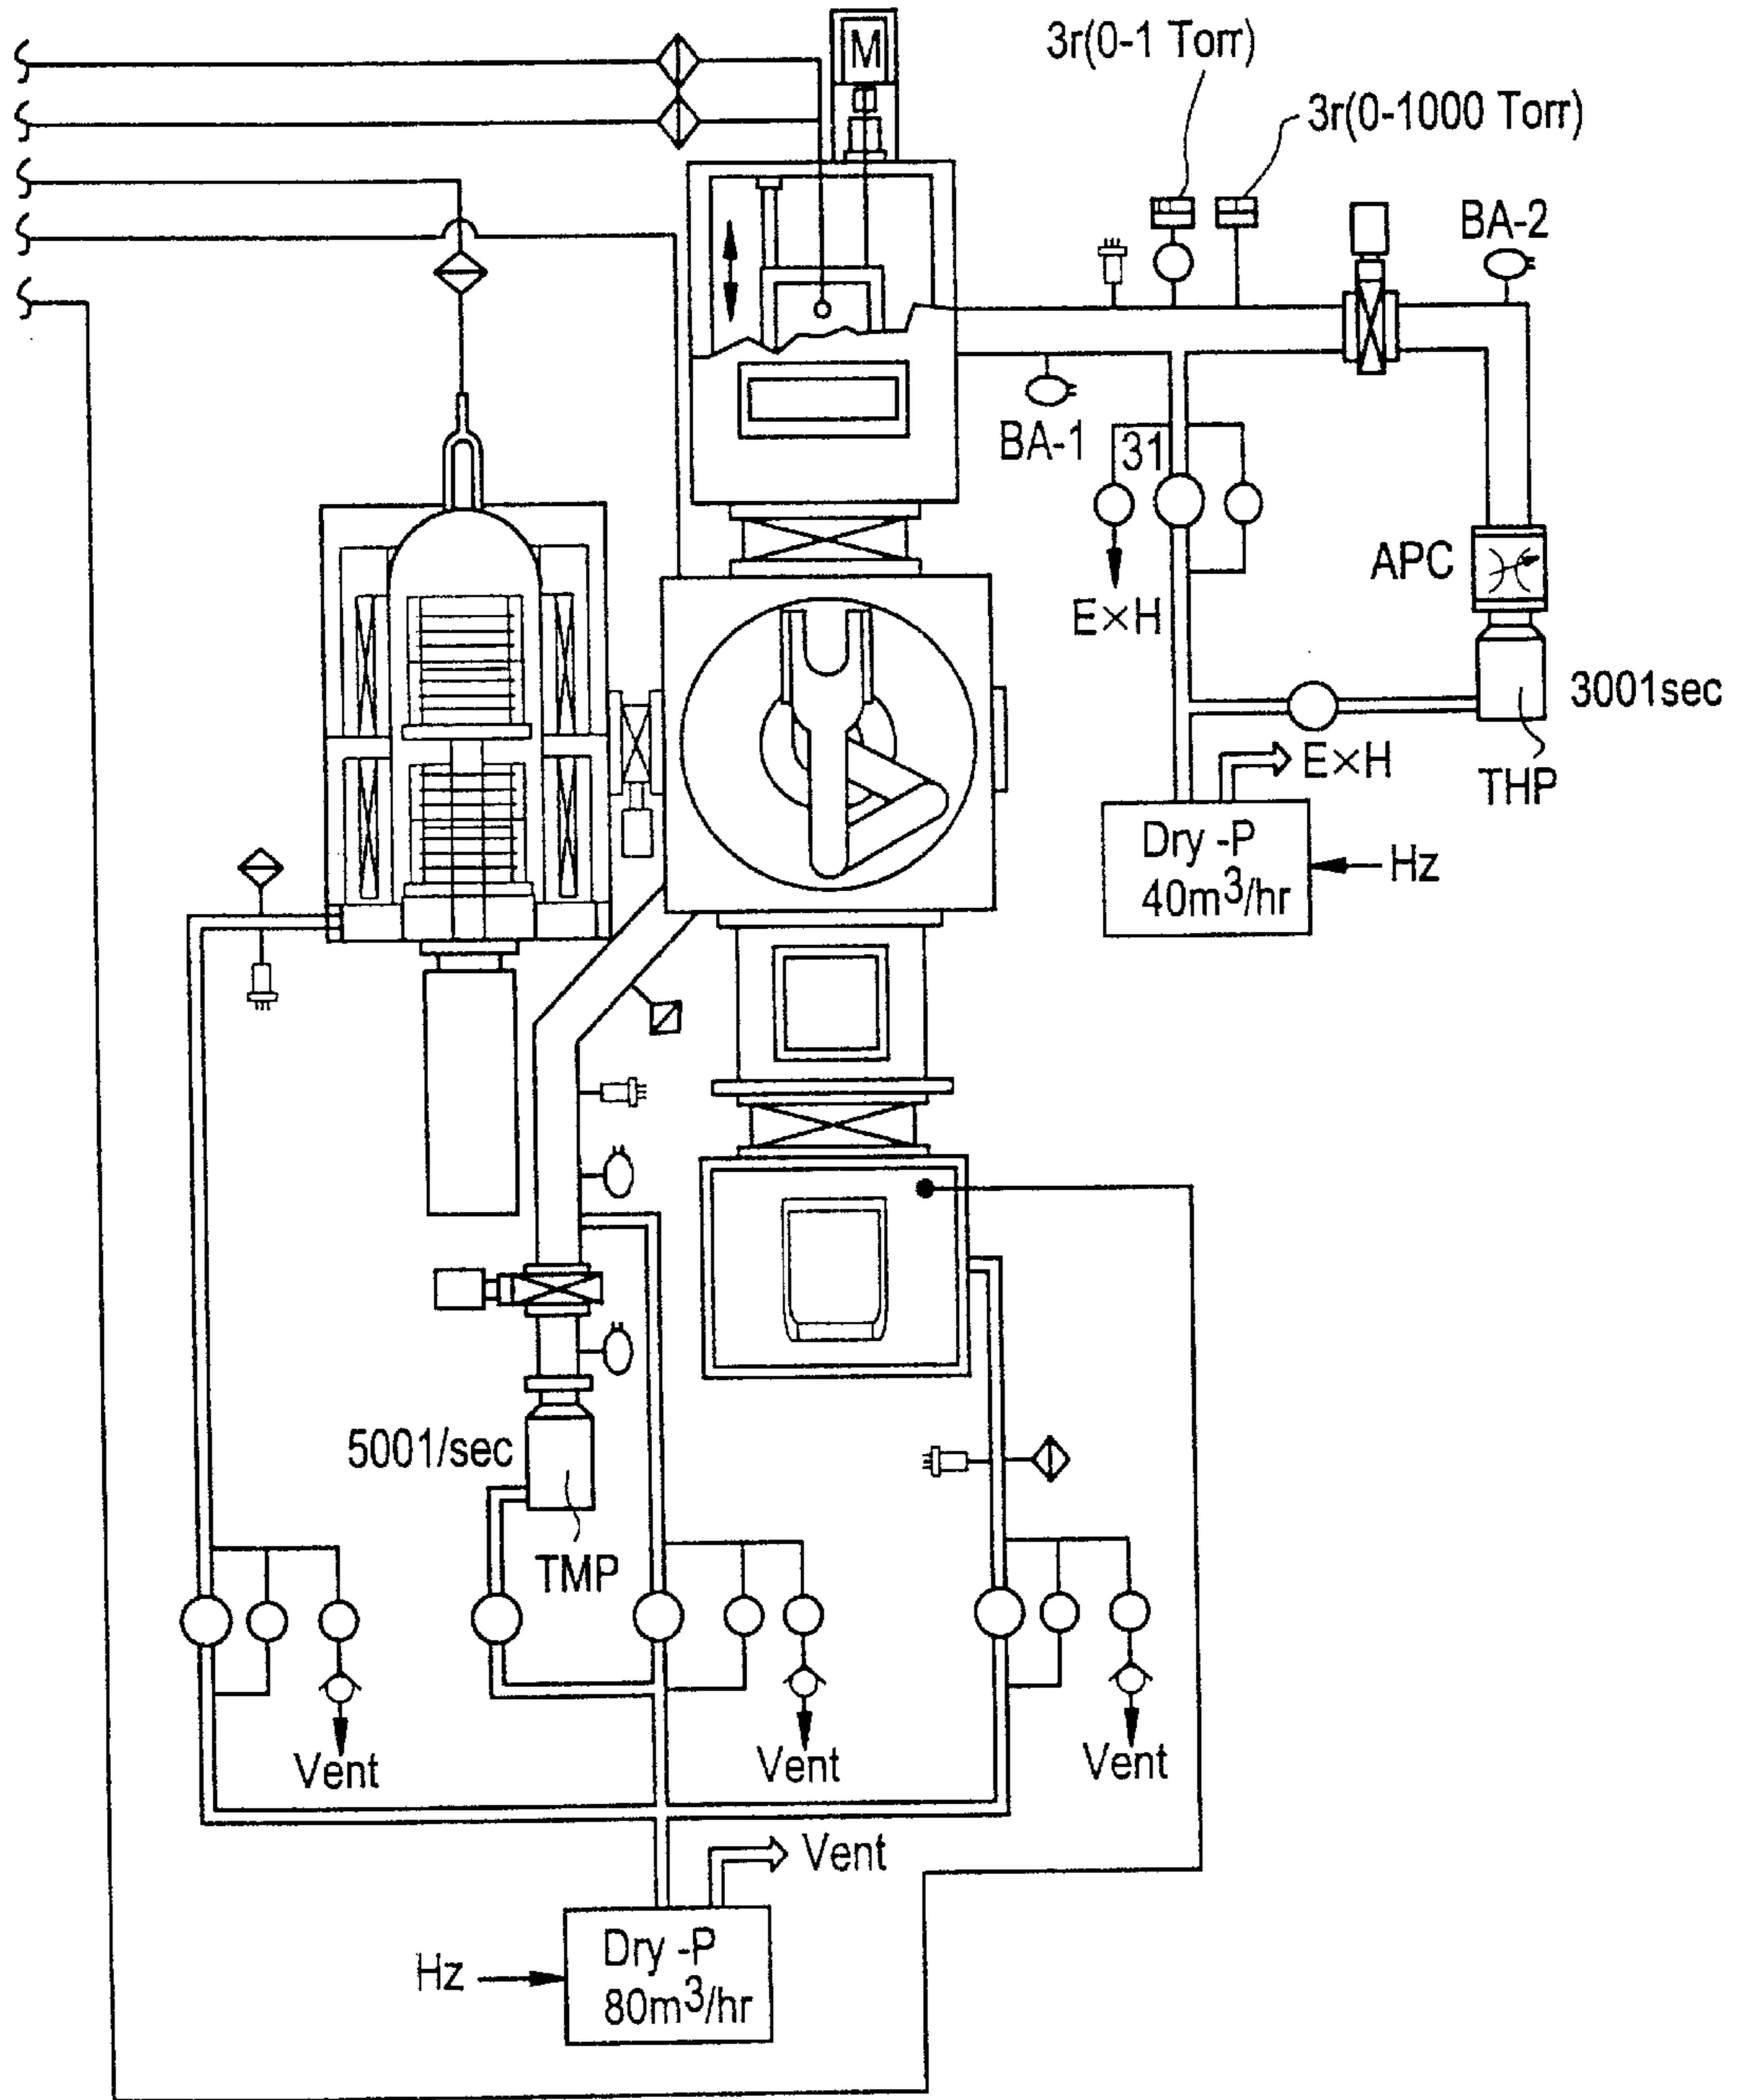 M
3r(0-1 Torr)
3r(0-1000 Torr)
BA-2
BA-1
31
APC
E×H
3001sec
E×H
THP
Dry -P
40m³/hr
Hz
5001/sec
TMP
Vent
Vent
Vent
Vent
Dry -P
80m³/hr
Hz